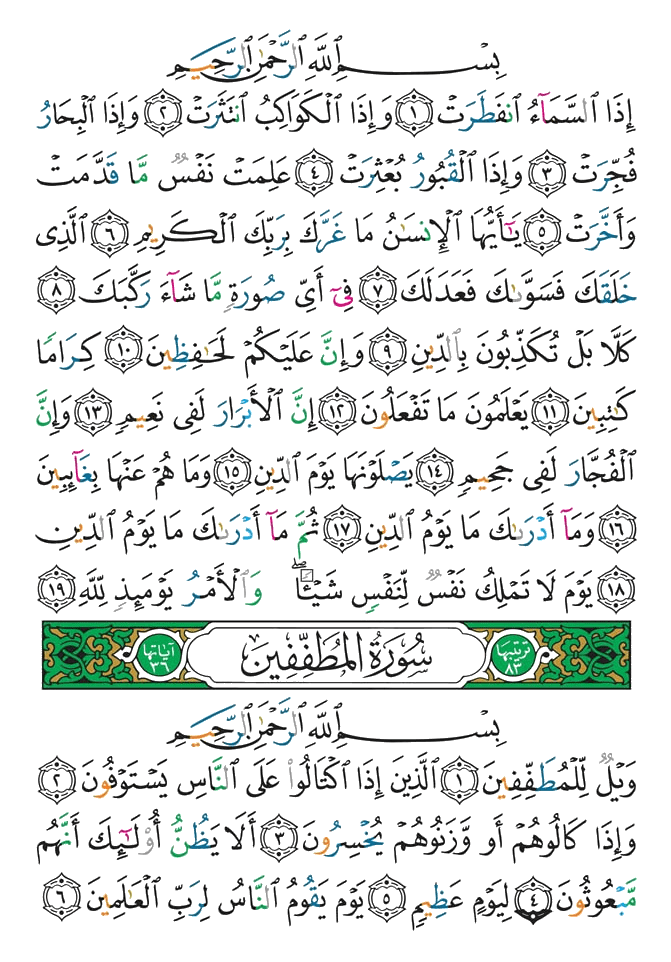 بِسْمِ ٱللَّهِ ٱلرَّحْمَٰنِ ٱلرَّحِيمِ
إِذَا ٱلسَّمَآءُ ٱنفَطَرَتْ ١ وَإِذَا ٱلْكَوَاكِبُ ٱنتَثَرَتْ ٢ وَإِذَا ٱلْبِحَارُ
فُجِّرَتْ ٣ وَإِذَا ٱلْقُبُورُ بُعْثِرَتْ ٤ عَلِمَتْ نَفْسٌ مَّا قَدَّمَتْ
وَأَخَّرَتْ ٥ يَٰٓأَيُّهَا ٱلْإِنسَٰنُ مَا غَرَّكَ بِرَبِّكَ ٱلْكَرِيمِ ٦ ٱلَّذِى
خَلَقَكَ فَسَوَّىٰكَ فَعَدَلَكَ ٧ فِىٓ أَىِّ صُورَةٍ مَّا شَآءَ رَكَّبَكَ ٨
كَلَّا بَلْ تُكَذِّبُونَ بِٱلدِّينِ ٩ وَإِنَّ عَلَيْكُمْ لَحَٰفِظِينَ ١٠ كِرَامًا
كَٰتِبِينَ ١١ يَعْلَمُونَ مَا تَفْعَلُونَ ١٢ إِنَّ ٱلْأَبْرَارَ لَفِى نَعِيمٍ ١٣ وَإِنَّ
ٱلْفُجَّارَ لَفِى جَحِيمٍ ١٤ يَصْلَوْنَهَا يَوْمَ ٱلدِّينِ ١٥ وَمَا هُمْ عَنْهَا بِغَآئِبِينَ
١٦ وَمَآ أَدْرَىٰكَ مَا يَوْمُ ٱلدِّينِ ١٧ ثُمَّ مَآ أَدْرَىٰكَ مَا يَوْمُ ٱلدِّينِ
١٨ يَوْمَ لَا تَمْلِكُ نَفْسٌ لِّنَفْسٍ شَيْـًٔا ۖ وَٱلْأَمْرُ يَوْمَئِذٍ لِّلَّهِ ١٩
ترتيبها ٨٣ سُورَةُ المُطَفِّفِينَ آياتها ٣٦
بِسْمِ ٱللَّهِ ٱلرَّحْمَٰنِ ٱلرَّحِيمِ
وَيْلٌ لِّلْمُطَفِّفِينَ ١ ٱلَّذِينَ إِذَا ٱكْتَالُوا۟ عَلَى ٱلنَّاسِ يَسْتَوْفُونَ ٢
وَإِذَا كَالُوهُمْ أَو وَّزَنُوهُمْ يُخْسِرُونَ ٣ أَلَا يَظُنُّ أُو۟لَٰٓئِكَ أَنَّهُم
مَّبْعُوثُونَ ٤ لِيَوْمٍ عَظِيمٍ ٥ يَوْمَ يَقُومُ ٱلنَّاسُ لِرَبِّ ٱلْعَٰلَمِينَ ٦